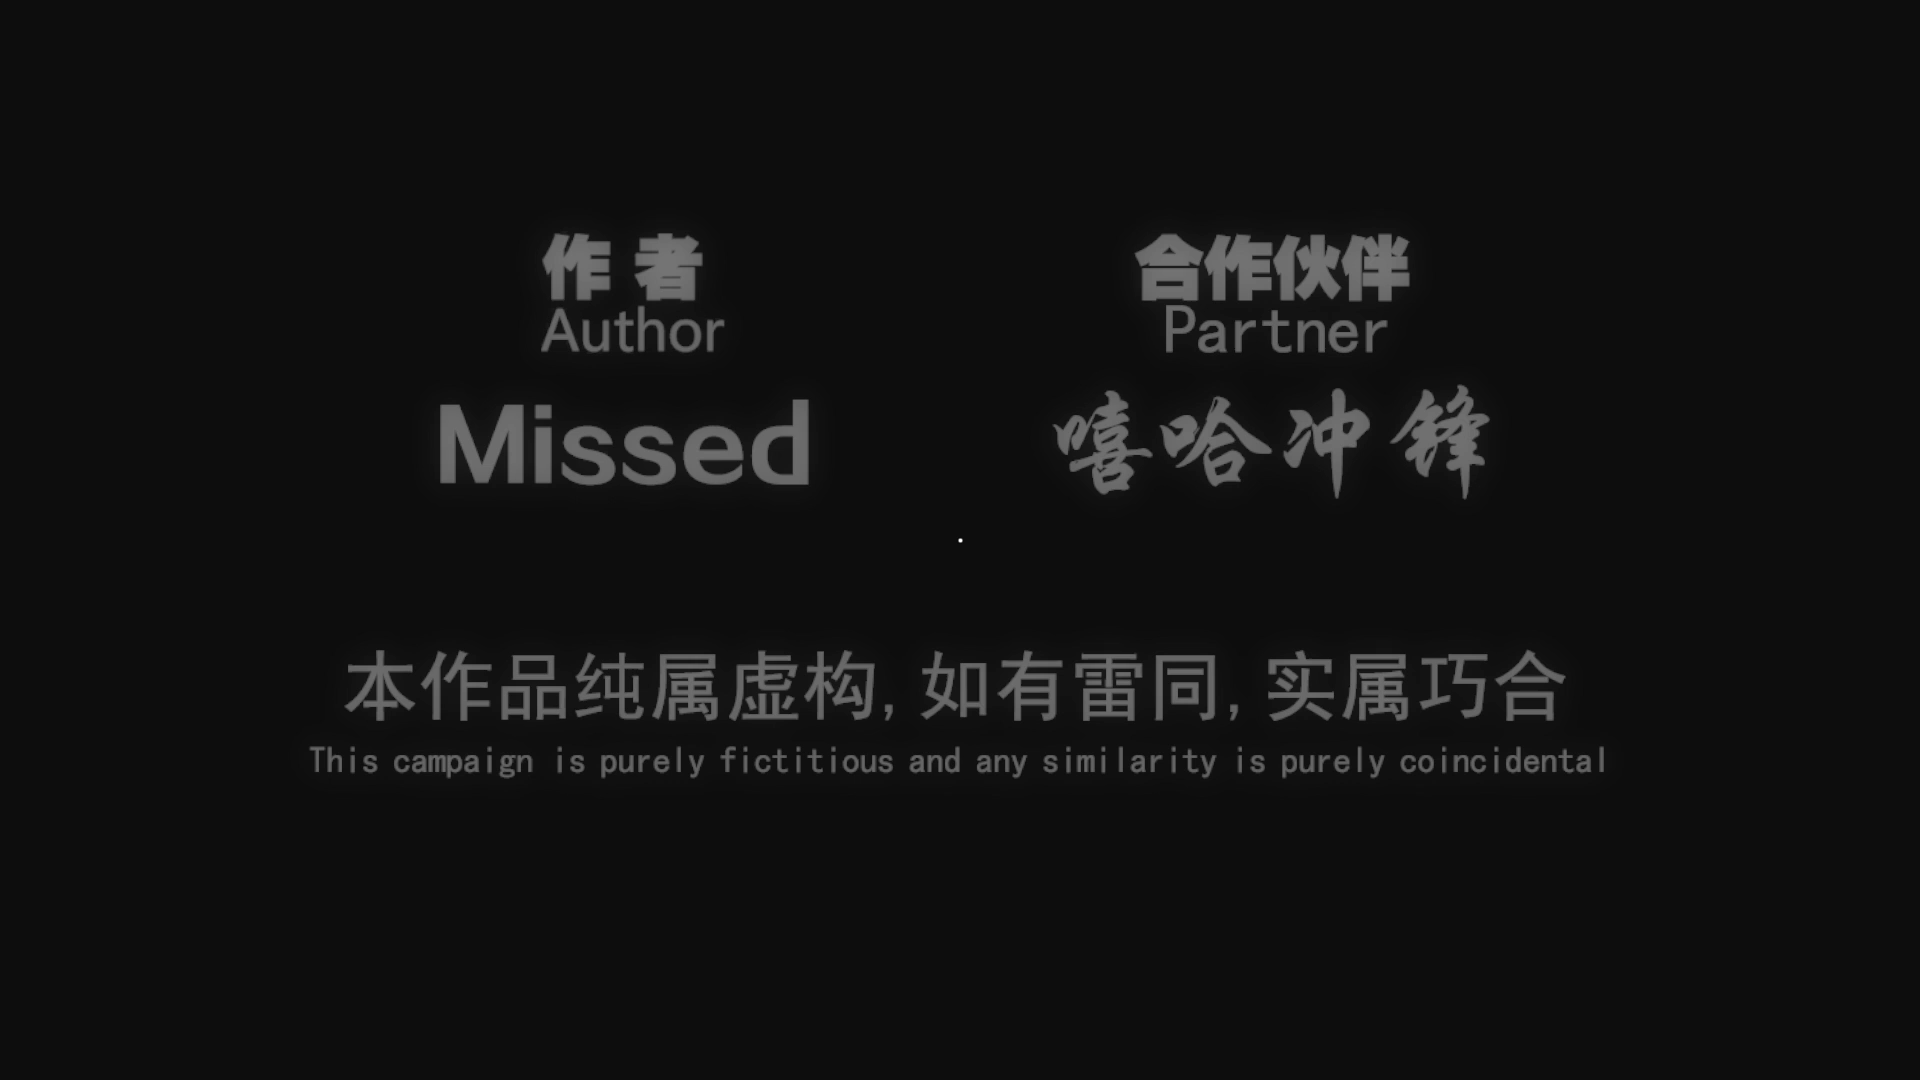 作者
Author
Missed
合作伙伴
Partner
嘻哈冲锋
本作品纯属虚构,如有雷同,实属巧合
This campaign is purely fictitious and any similarity is purely coincidental